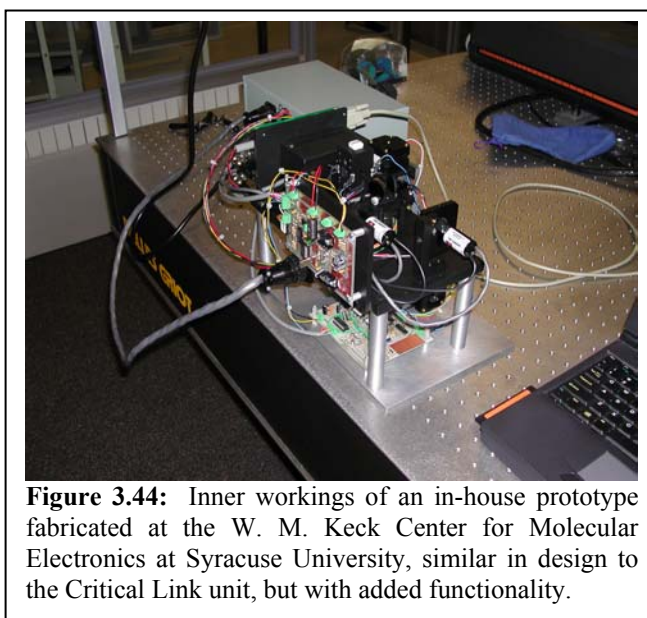 GRIOT
Figure 3.44: Inner workings of an in-house prototype
fabricated at the W. M. Keck Center for Molecular
Electronics at Syracuse University, similar in design to
the Critical Link unit, but with added functionality.